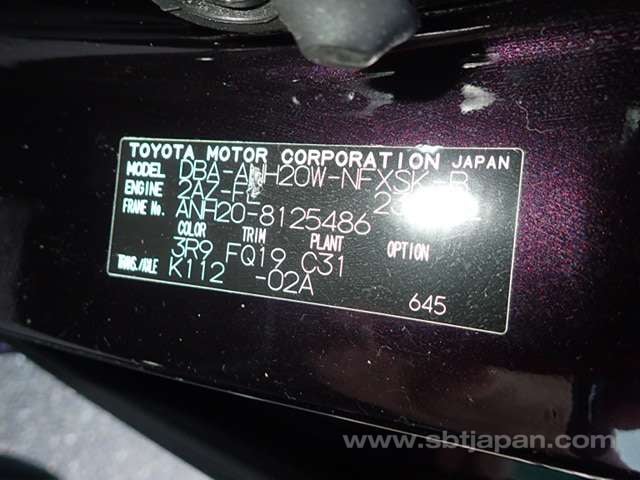 TOYOTA MOTOR CORPORATION JAPAN
MODEL DBA-ANH20W-NFXSK-B
ENGINE 2AZ-FE
FRAME No. ANH20-8125486
COLOR TRIM PLANT OPTION
3R9 FQ19 C31
TRANS./AXLE K112 -02A
645
www.sbtjapan.com